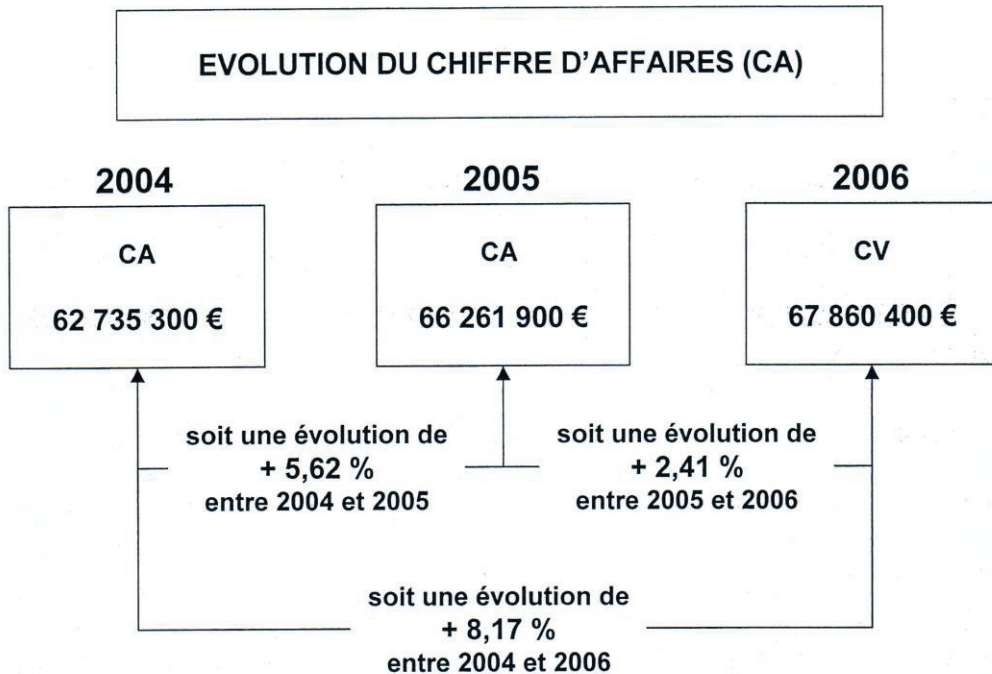 EVOLUTION DU CHIFFRE D'AFFAIRES (CA)
2004
2005
2006
CA
62 735 300 €
CA
66 261 900 €
CV
67 860 400 €
soit une évolution de
+ 5,62 %
entre 2004 et 2005
soit une évolution de
+ 2,41 %
entre 2005 et 2006
soit une évolution de
+ 8,17 %
entre 2004 et 2006